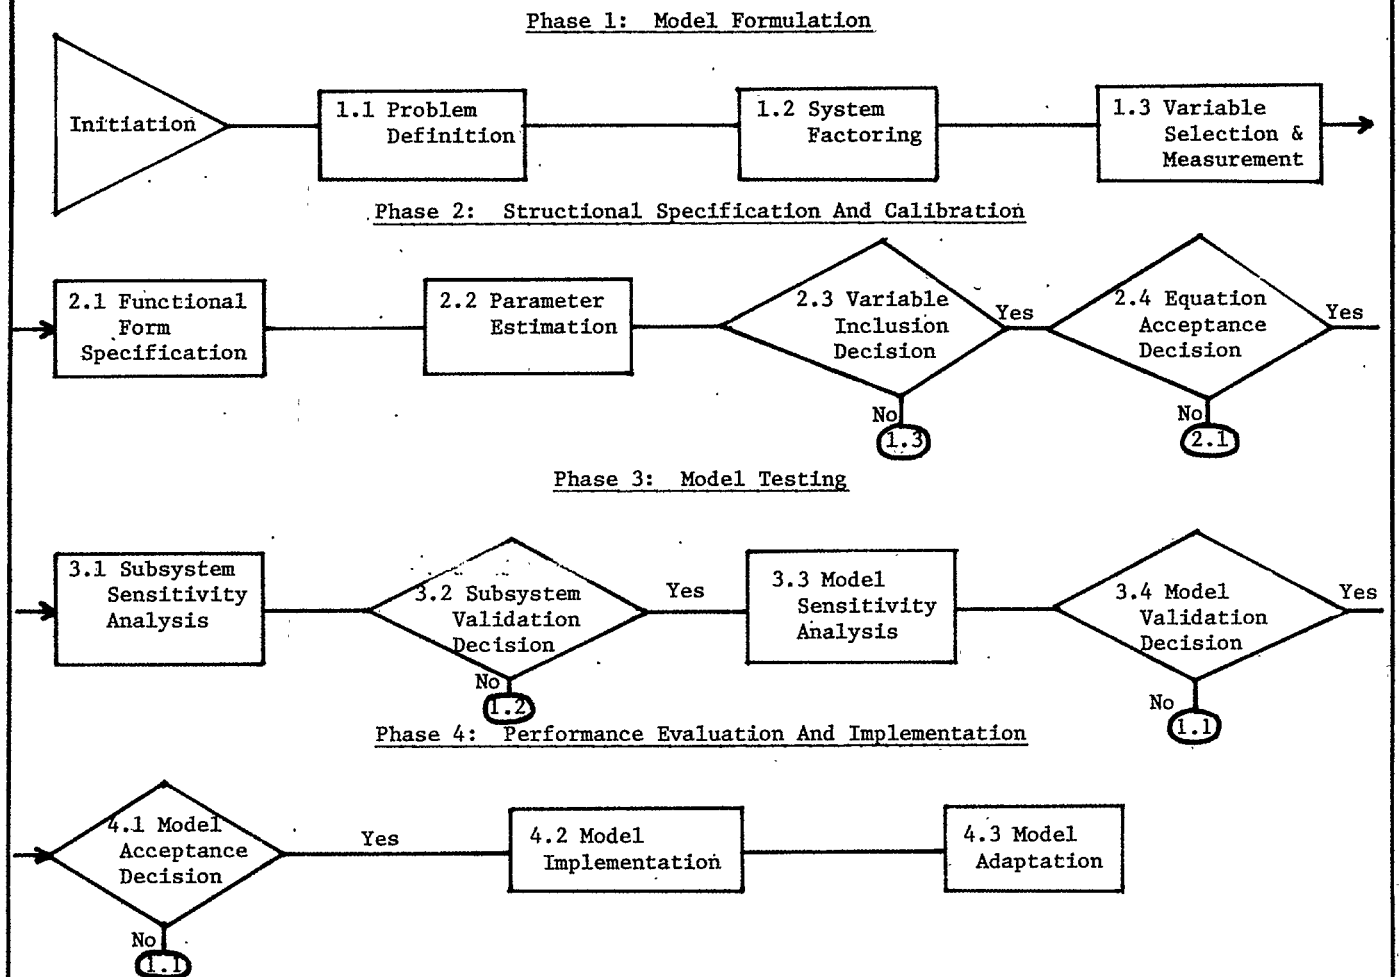 Phase 1: Model Formulation
Initiation
1.1 Problem
Definition
1.2 System
Factoring
1.3 Variable
Selection &
Measurement
Phase 2: Structional Specification And Calibration
2.1 Functional
Form
Specification
2.2 Parameter
Estimation
2.3 Variable
Inclusion
Decision
Yes
No
1.3
2.4 Equation
Acceptance
Decision
Yes
No
2.1
Phase 3: Model Testing
3.1 Subsystem
Sensitivity
Analysis
3.2 Subsystem
Validation
Decision
Yes
No
1.2
3.3 Model
Sensitivity
Analysis
3.4 Model
Validation
Decision
Yes
No
1.1
Phase 4: Performance Evaluation And Implementation
4.1 Model
Acceptance
Decision
Yes
No
1.1
4.2 Model
Implementation
4.3 Model
Adaptation